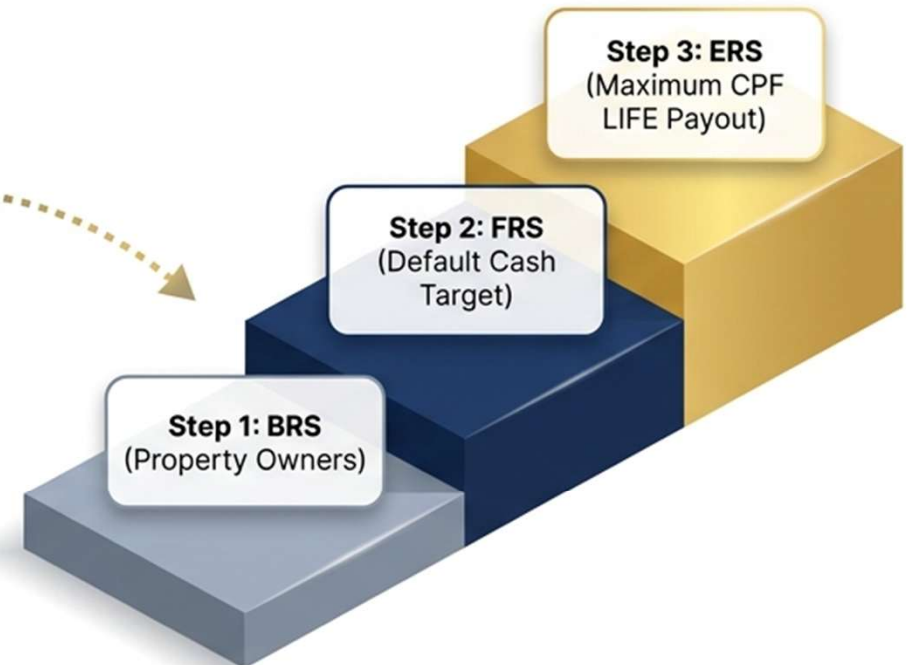 Step 3: ERS
(Maximum CPF
LIFE Payout)
Step 2: FRS
(Default Cash
Target)
Step 1: BRS
(Property Owners)